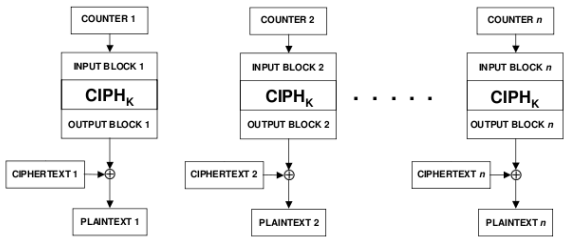 COUNTER 1
COUNTER 2
COUNTER n
INPUT BLOCK 1
INPUT BLOCK 2
INPUT BLOCK n
CIPHK
CIPHK
. . . . .
CIPHK
OUTPUT BLOCK 1
OUTPUT BLOCK 2
OUTPUT BLOCK n
CIPHERTEXT 1
CIPHERTEXT 2
CIPHERTEXT n
PLAINTEXT 1
PLAINTEXT 2
PLAINTEXT n